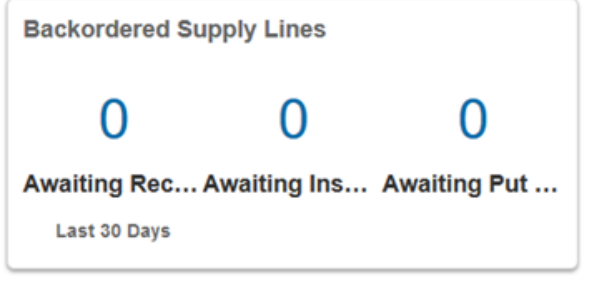 Backordered Supply Lines
0 0 0
Awaiting Rec... Awaiting Ins... Awaiting Put ...
Last 30 Days